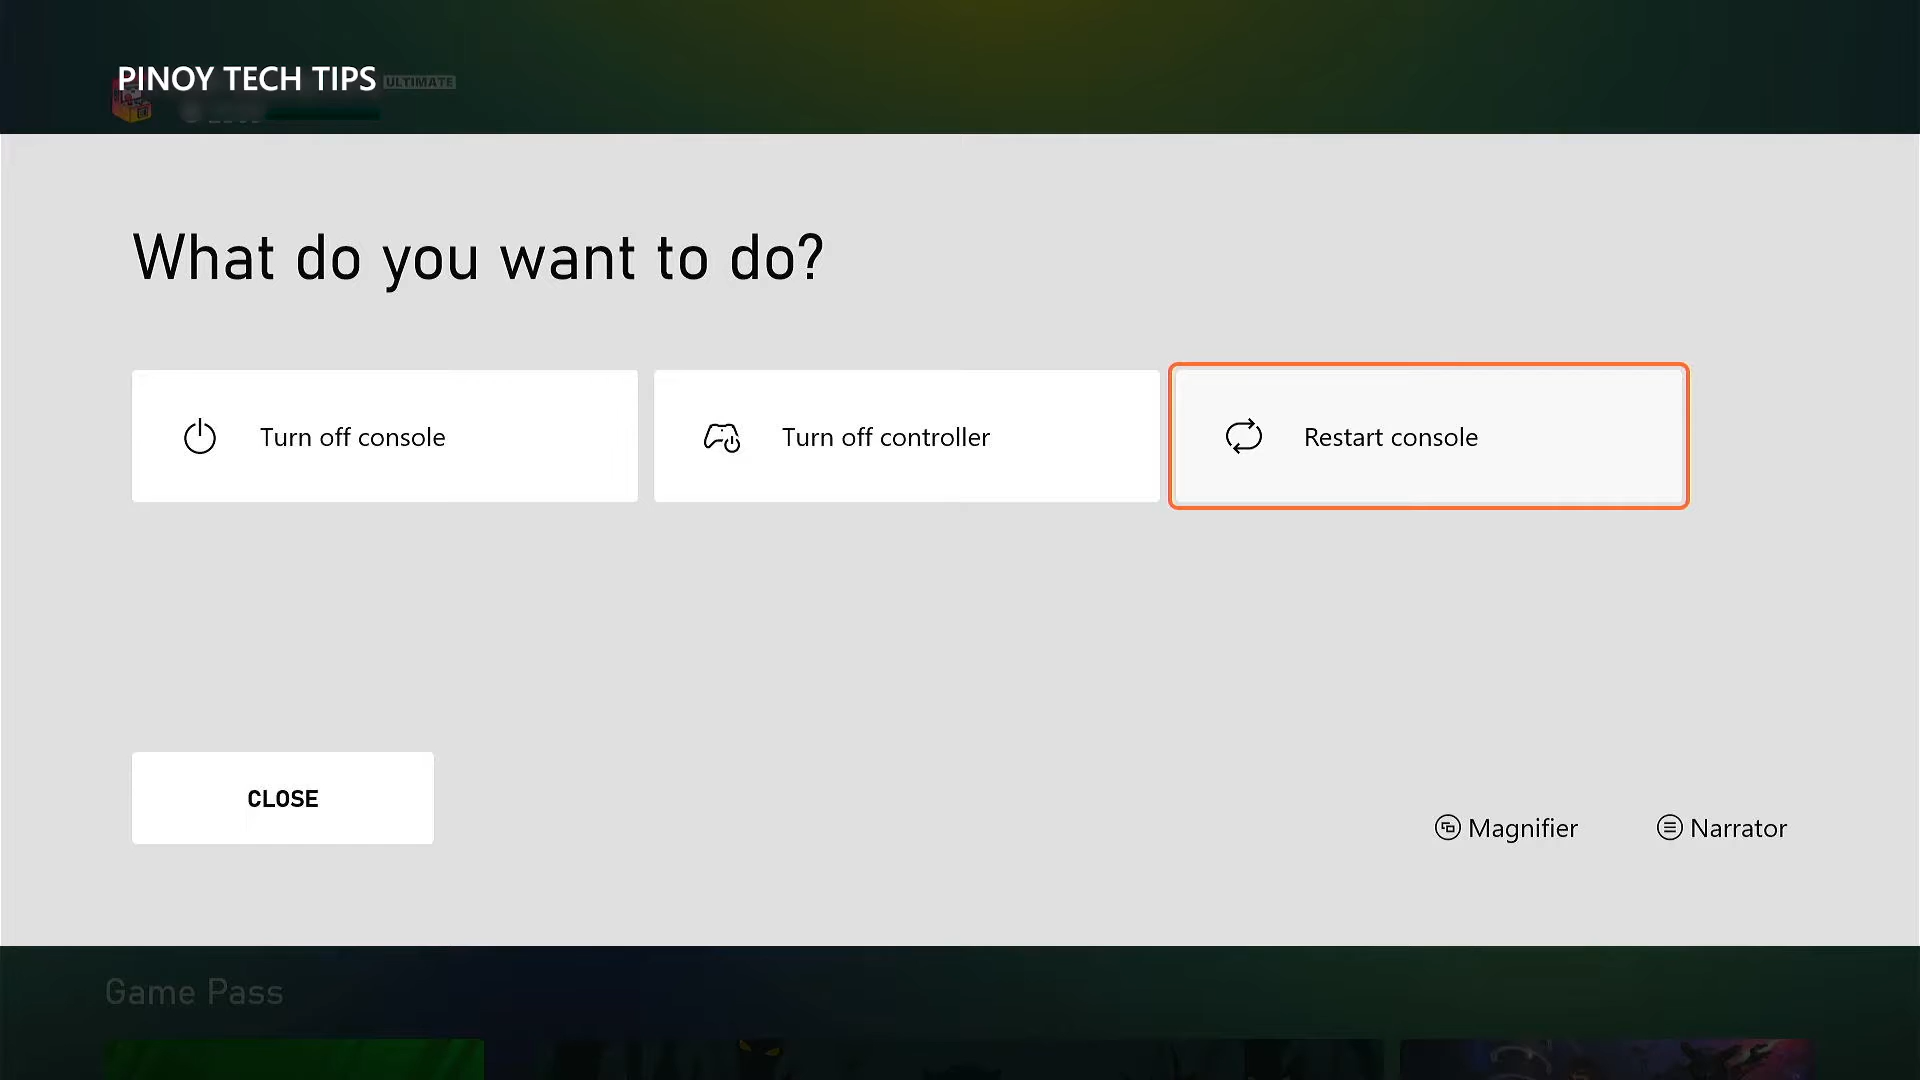 PINOY TECH TIPS
ULTIMATE
What do you want to do?
Turn off console
Turn off controller
Restart console
CLOSE
Magnifier
Narrator
Game Pass